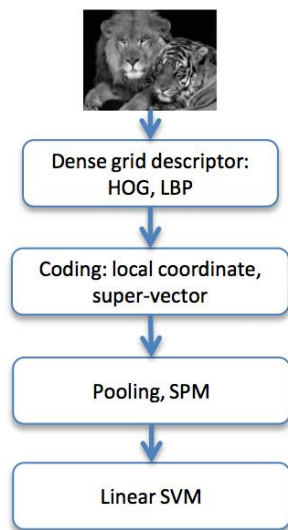 Dense grid descriptor:
HOG, LBP
Coding: local coordinate,
super-vector
Pooling, SPM
Linear SVM